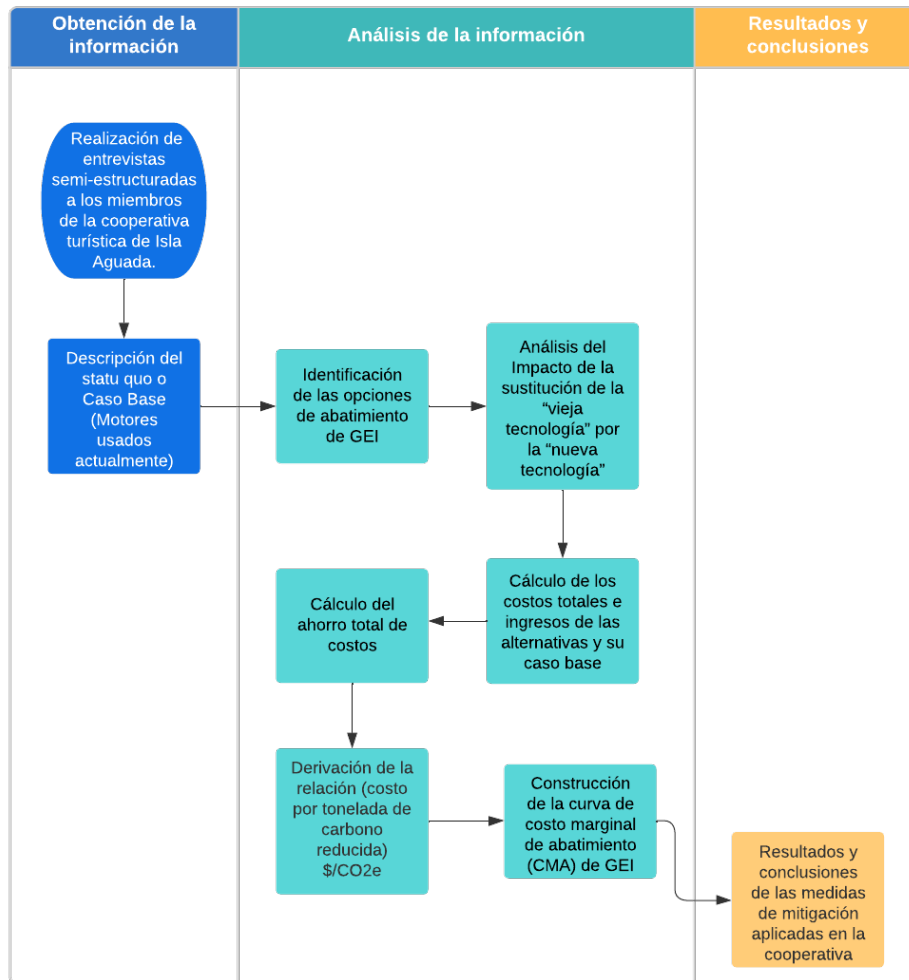 Obtención de la
información
Análisis de la información
Resultados y
conclusiones
Realización de
entrevistas
semi-estructuradas
a los miembros
de la cooperativa
turística de Isla
Aguada.
Descripción del
statu quo o
Caso Base
(Motores
usados
actualmente)
Identificación
de las opciones
de abatimiento
de GEI
Análisis del
Impacto de la
sustitución de la
“vieja
tecnología” por
la “nueva
tecnología”
Cálculo de los
costos totales e
ingresos de las
alternativas y su
caso base
Cálculo del
ahorro total de
costos
Derivación de la
relación (costo
por tonelada de
carbono
reducida)
$/CO2e
Construcción
de la curva de
costo marginal
de abatimiento
(CMA) de GEI
Resultados y
conclusiones
de las medidas
de mitigación
aplicadas en la
cooperativa